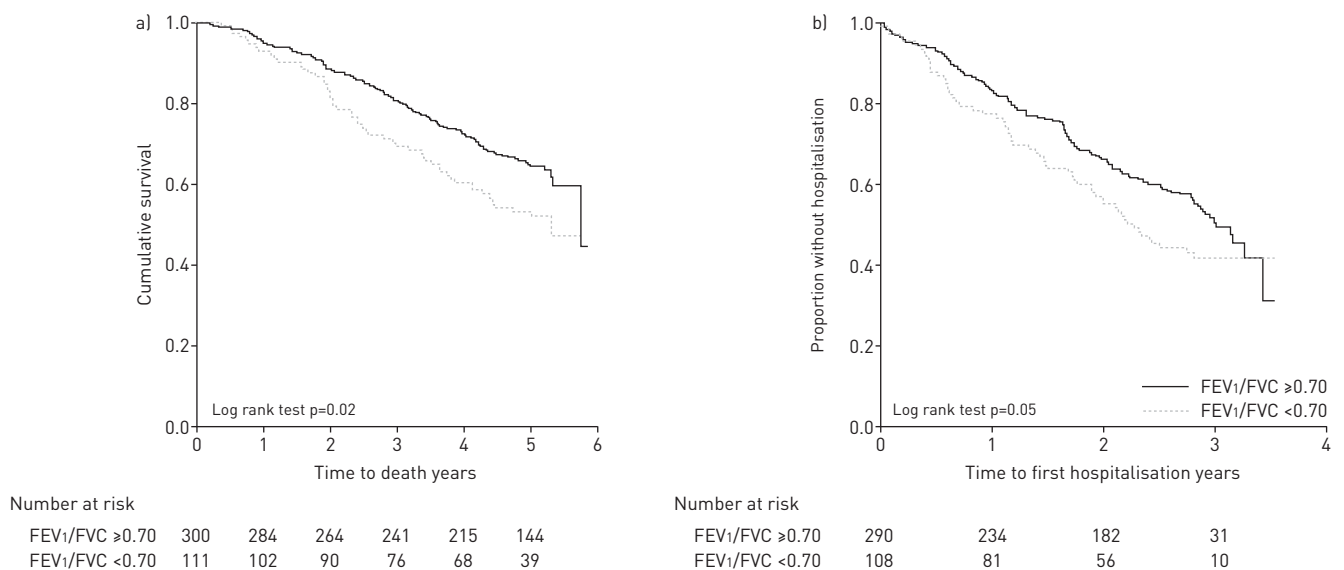 a)
1.0
0.8
0.6
0.4
0.2
0.0
Cumulative survival
Log rank test p=0.02
0 1 2 3 4 5 6
Time to death years
Number at risk
FEV1/FVC ≥0.70 300 284 264 241 215 144
FEV1/FVC <0.70 111 102 90 76 68 39
b)
1.0
0.8
0.6
0.4
0.2
0.0
Proportion without hospitalisation
FEV1/FVC ≥0.70
FEV1/FVC <0.70
Log rank test p=0.05
0 1 2 3 4
Time to first hospitalisation years
Number at risk
FEV1/FVC ≥0.70 290 234 182 31
FEV1/FVC <0.70 108 81 56 10